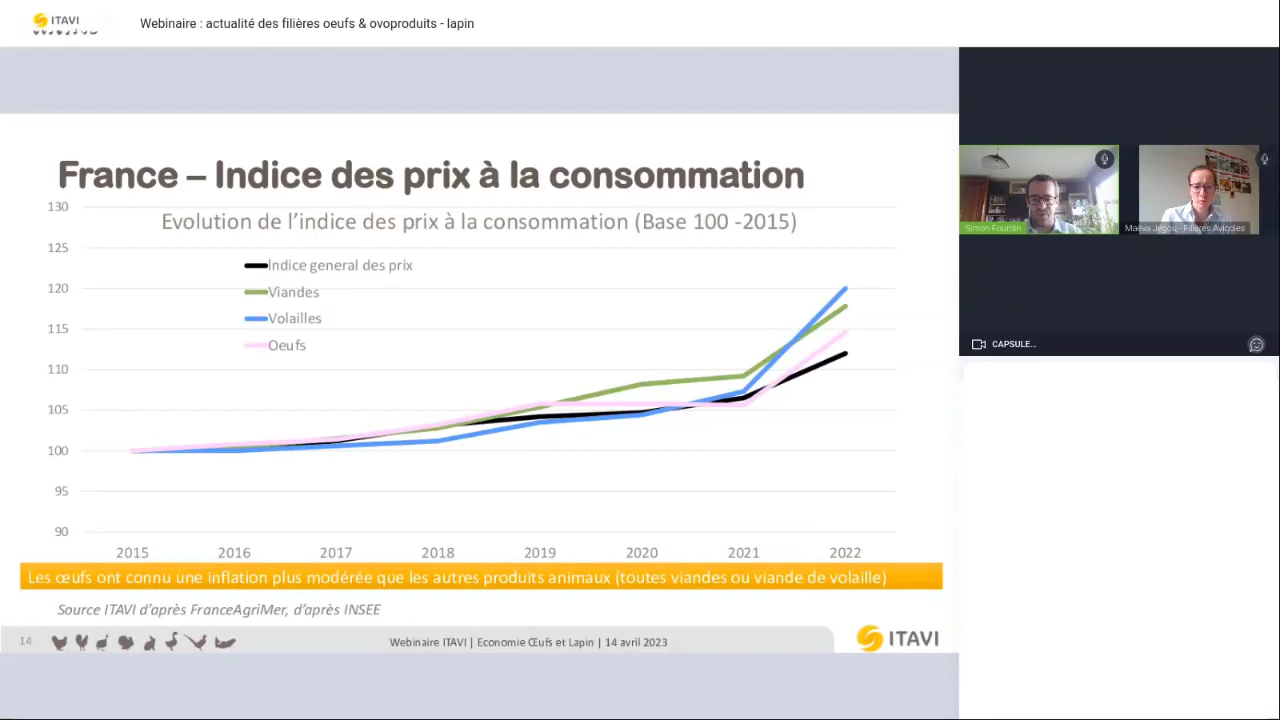 ITAVI
Webinaire : actualité des filières oeufs & ovoproduits - lapin
France – Indice des prix à la consommation
Evolution de l’indice des prix à la consommation (Base 100 -2015)
130
125
120
115
110
105
100
95
90
Indice general des prix
Viandes
Volailles
Oeufs
2015 2016 2017 2018 2019 2020 2021 2022
Les œufs ont connu une inflation plus modérée que les autres produits animaux (toutes viandes ou viande de volaille)
Source ITAVI d’après FranceAgriMer, d’après INSEE
14
Webinaire ITAVI | Economie Œufs et Lapin | 14 avril 2023
ITAVI
Simon Fourdin
Maëva Jégou - Filières Avicoles
CAPSULE...